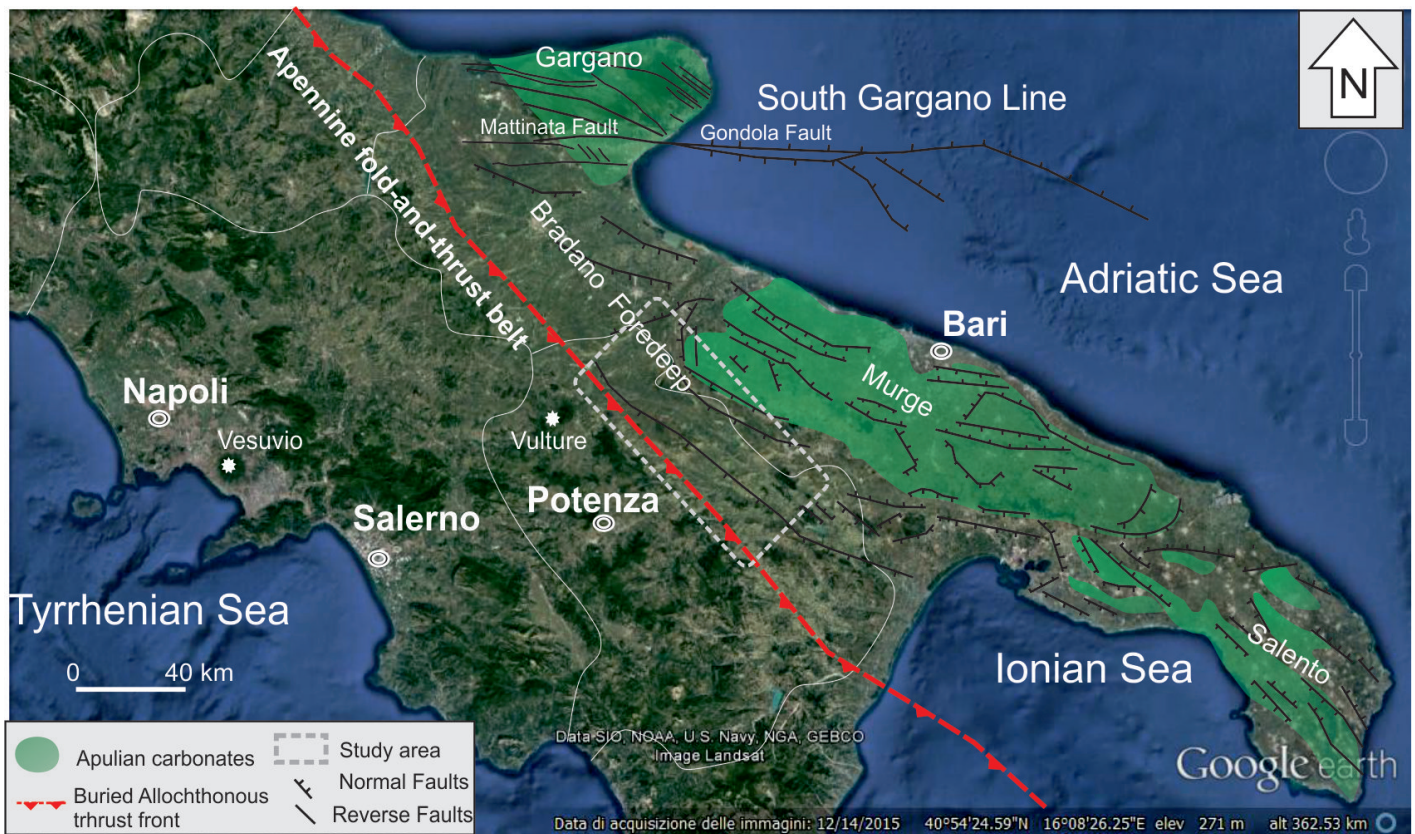 N
Gargano
South Gargano Line
Mattinata Fault
Gondola Fault
Apennine fold-and-thrust belt
Bradano Foredeep
Adriatic Sea
Bari
Murge
Napoli
Vesuvio
Vulture
Potenza
Salerno
Tyrrhenian Sea
Ionian Sea
Salento
0 40 km
Apulian carbonates
Study area
Normal Faults
Buried Allochthonous
trhrust front
Reverse Faults
Data SIO, NOAA, U.S. Navy, NGA, GEBCO
Image Landsat
Google earth
Data di acquisizione delle immagini: 12/14/2015 40°54'24.59"N 16°08'26.25"E elev 271 m alt 362.53 km